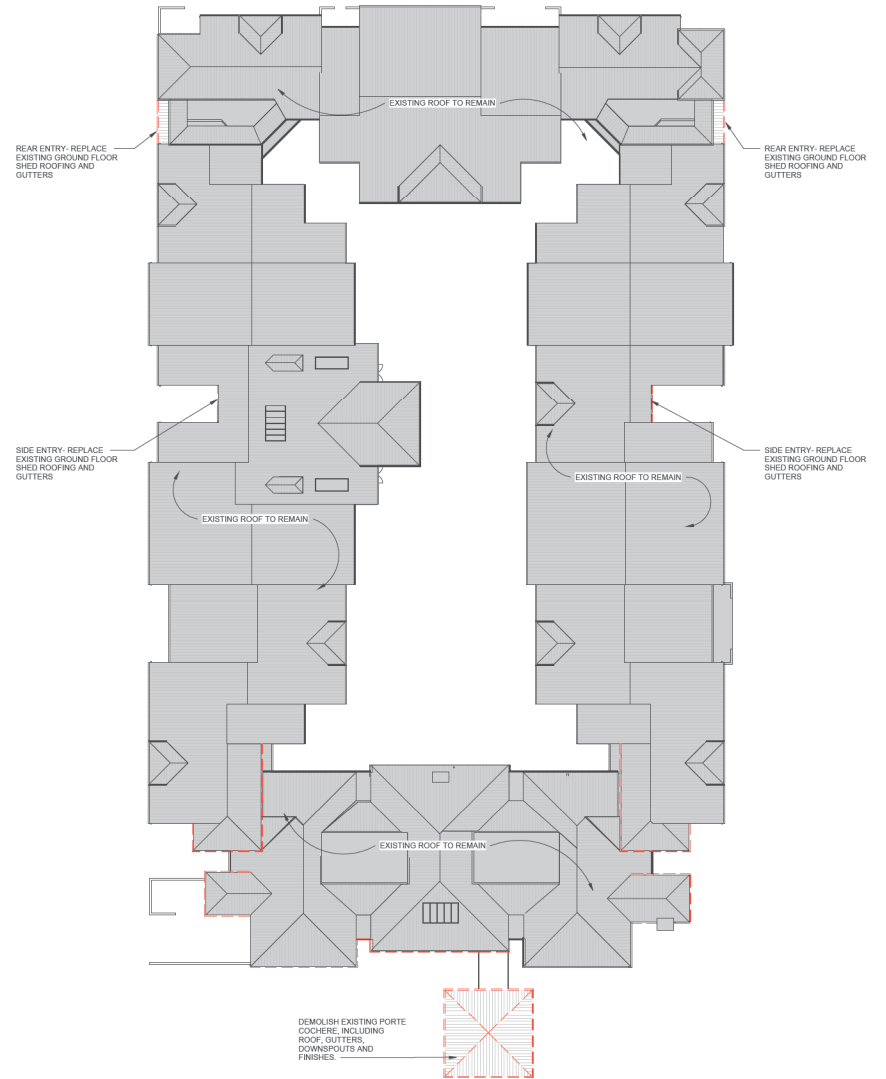 EXISTING ROOF TO REMAIN
REAR ENTRY- REPLACE
EXISTING GROUND FLOOR
SHED ROOFING AND
GUTTERS
REAR ENTRY- REPLACE
EXISTING GROUND FLOOR
SHED ROOFING AND
GUTTERS
SIDE ENTRY- REPLACE
EXISTING GROUND FLOOR
SHED ROOFING AND
GUTTERS
SIDE ENTRY- REPLACE
EXISTING GROUND FLOOR
SHED ROOFING AND
GUTTERS
EXISTING ROOF TO REMAIN
EXISTING ROOF TO REMAIN
EXISTING ROOF TO REMAIN
DEMOLISH EXISTING PORTE
COCHERE, INCLUDING
ROOF, GUTTERS,
DOWNSPOUTS AND
FINISHES.